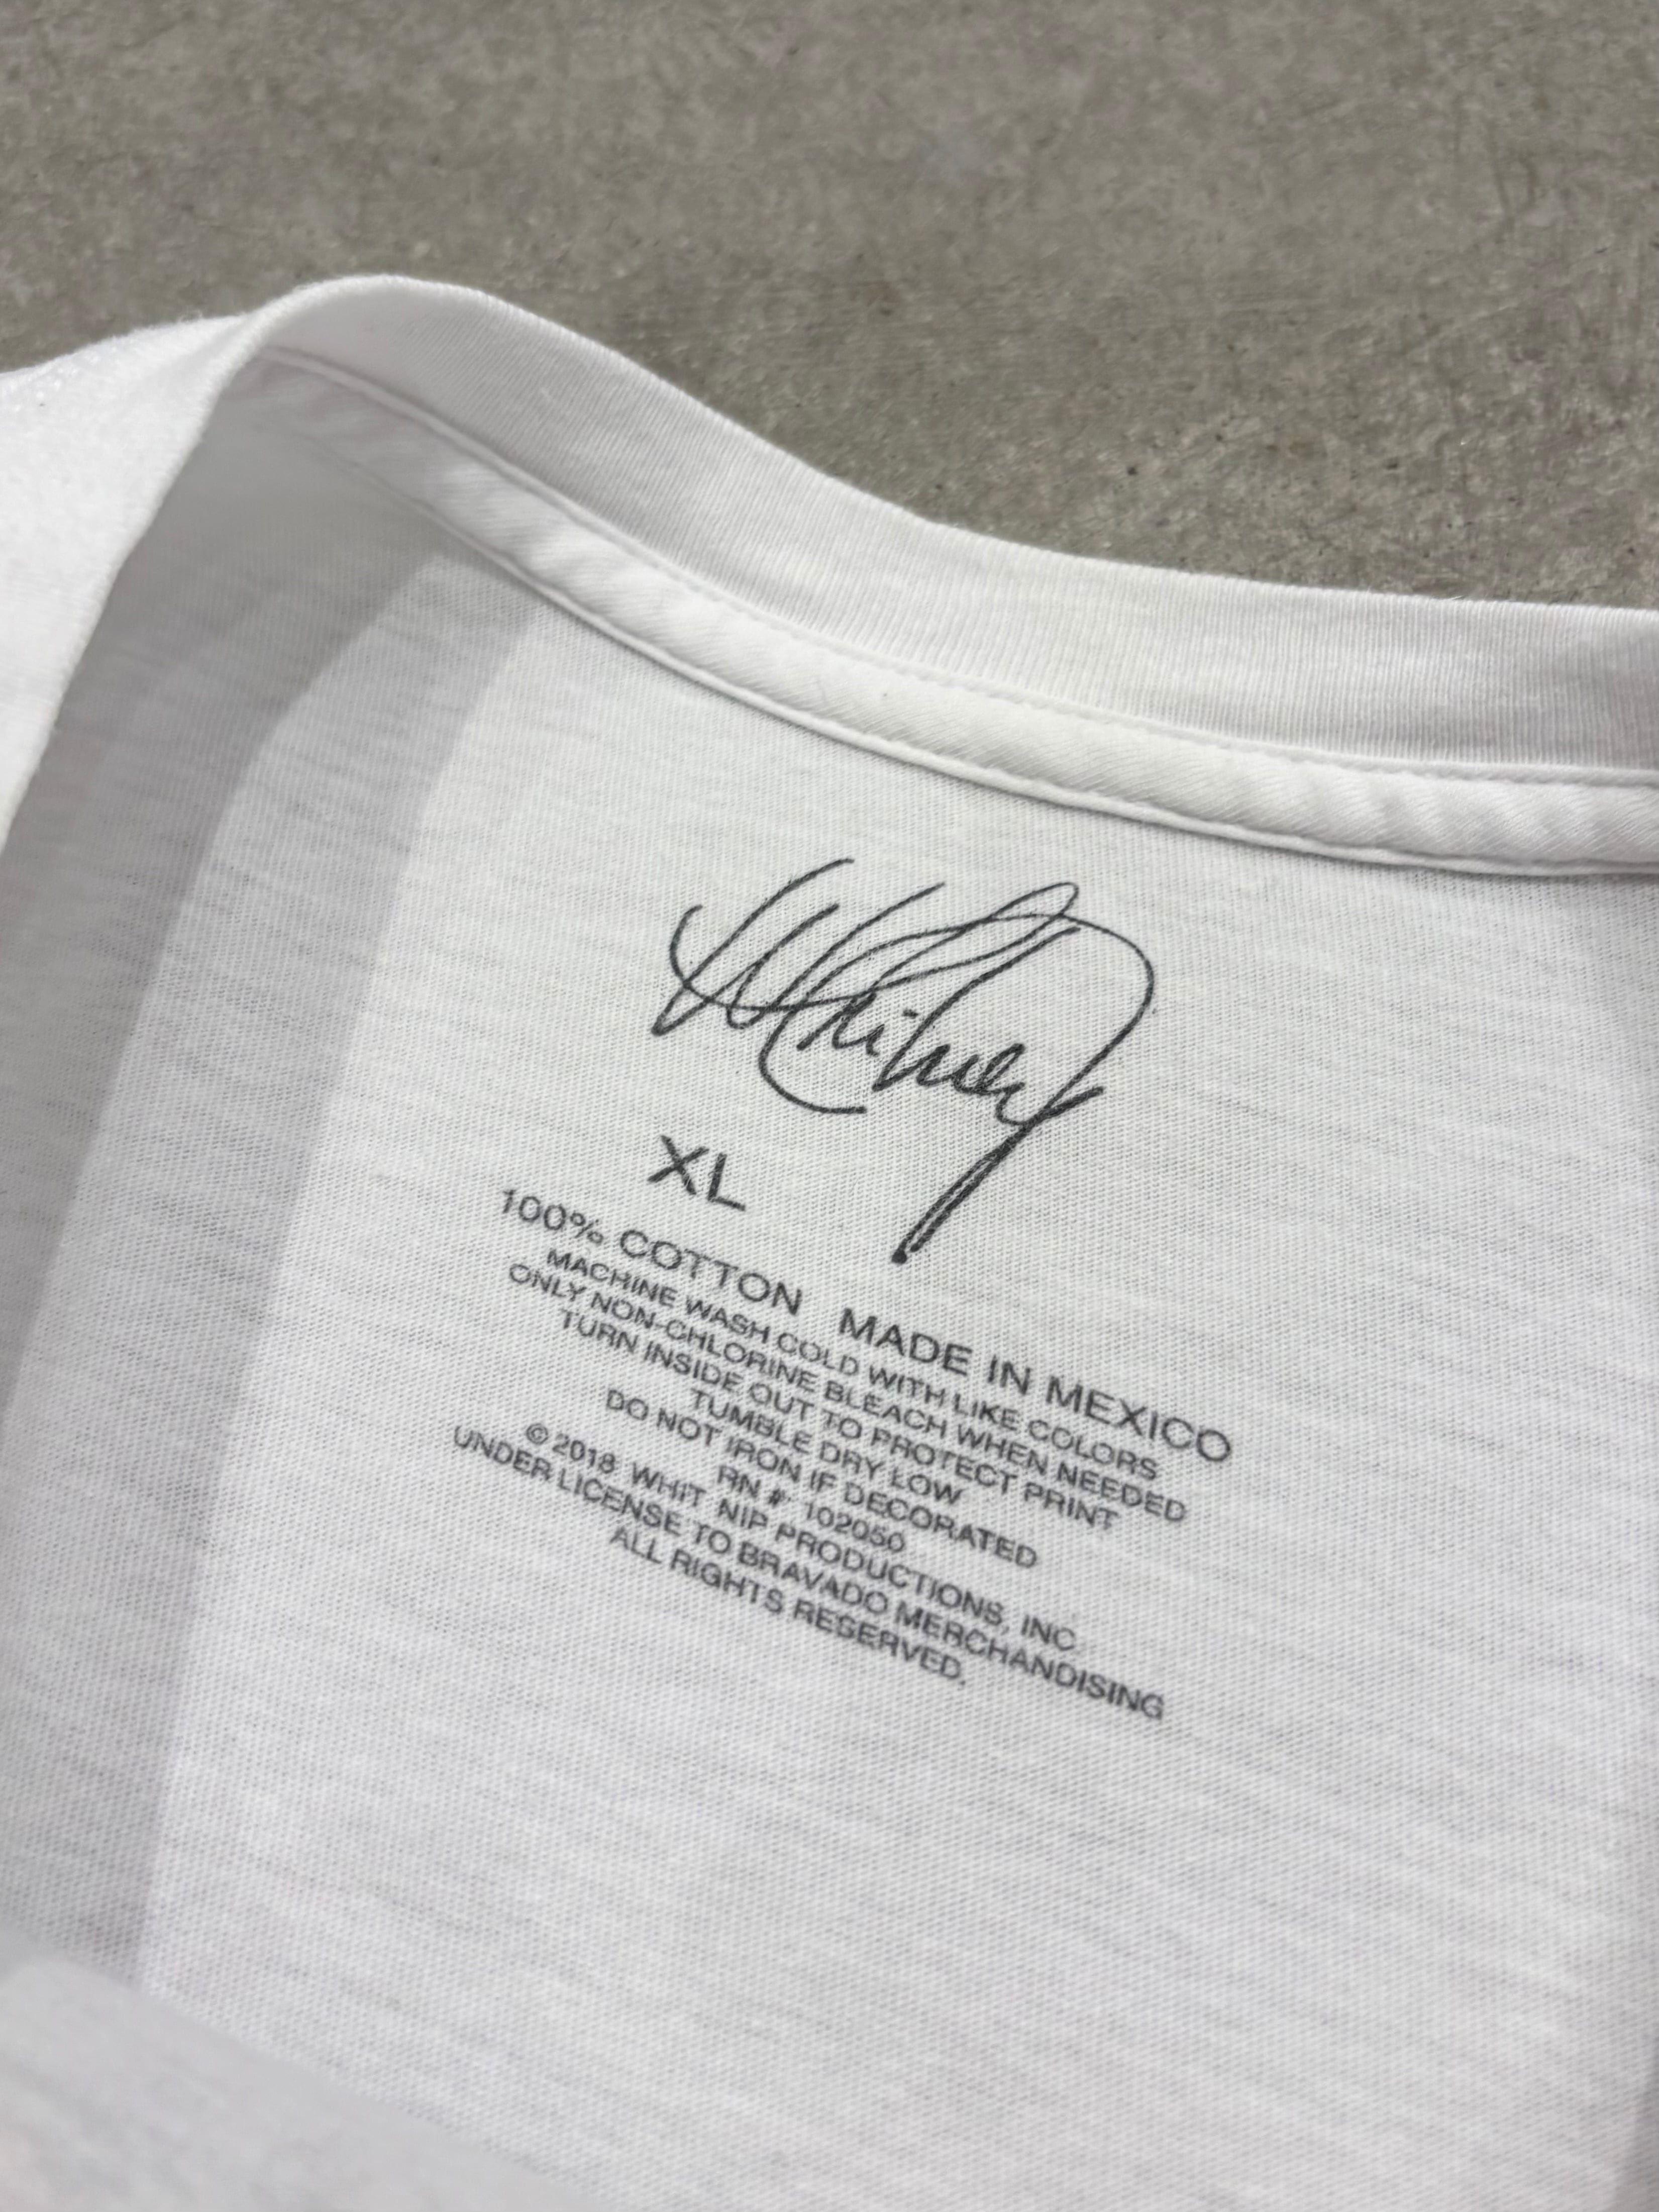 Whitney
XL
100% COTTON MADE IN MEXICO
MACHINE WASH COLD WITH LIKE COLORS
ONLY NON-CHLORINE BLEACH WHEN NEEDED
TURN INSIDE OUT TO PROTECT PRINT
TUMBLE DRY LOW
DO NOT IRON IF DECORATED
RN #: 102050
© 2018 WHIT NIP PRODUCTIONS, INC
UNDER LICENSE TO BRAVADO MERCHANDISING
ALL RIGHTS RESERVED.